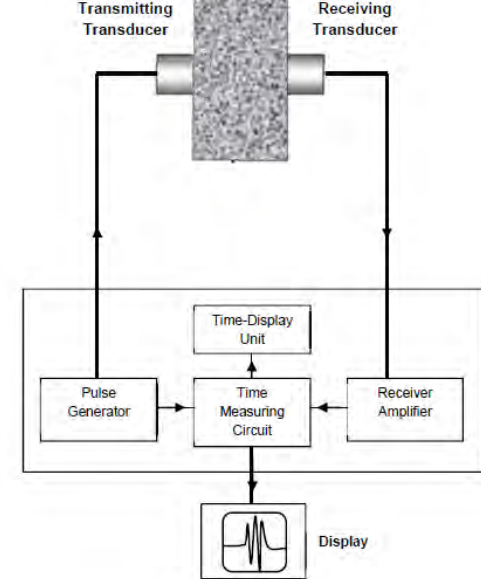 Transmitting
Transducer
Receiving
Transducer
Time-Display
Unit
Pulse
Generator
Time
Measuring
Circuit
Receiver
Amplifier
Display